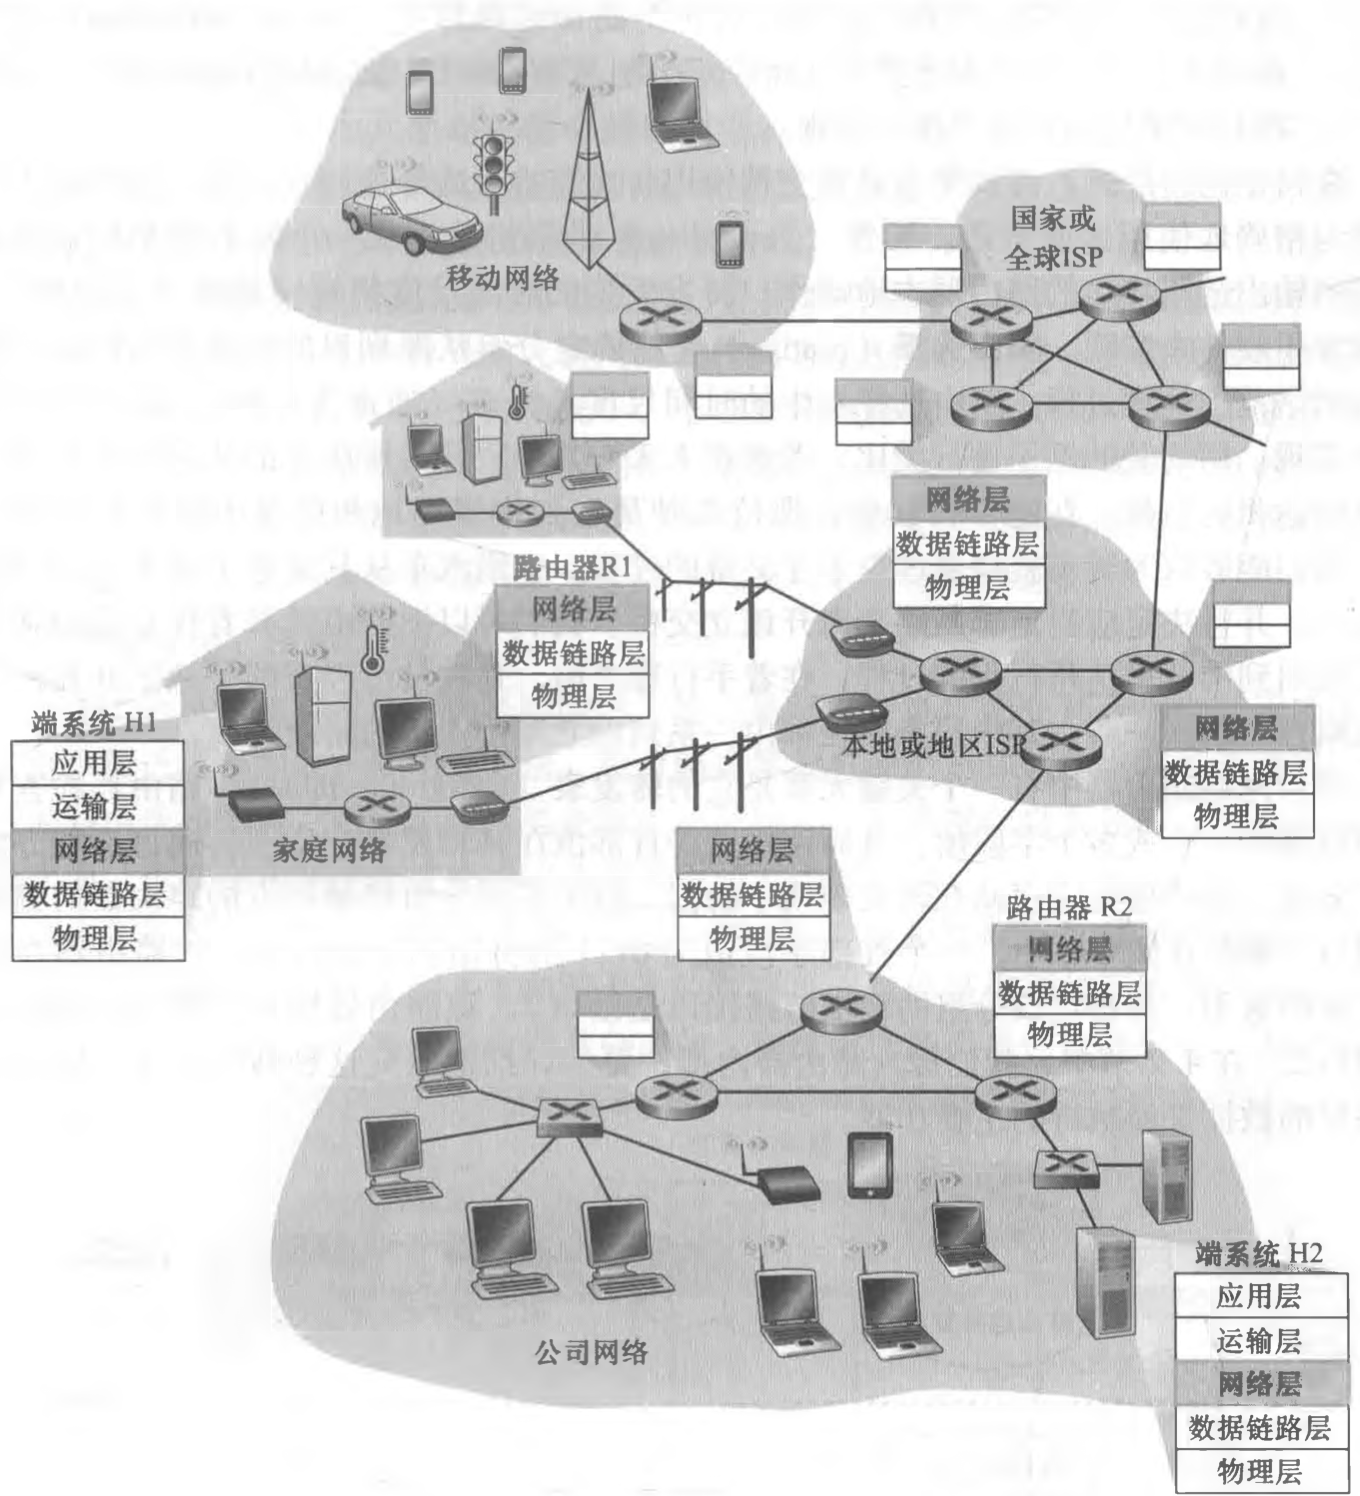 移动网络
国家或
全球ISP
网络层
数据链路层
物理层
路由器R1
网络层
数据链路层
物理层
本地或地区ISP
网络层
数据链路层
物理层
端系统 H1
应用层
运输层
网络层
数据链路层
物理层
家庭网络
网络层
数据链路层
物理层
路由器 R2
网络层
数据链路层
物理层
公司网络
端系统 H2
应用层
运输层
网络层
数据链路层
物理层